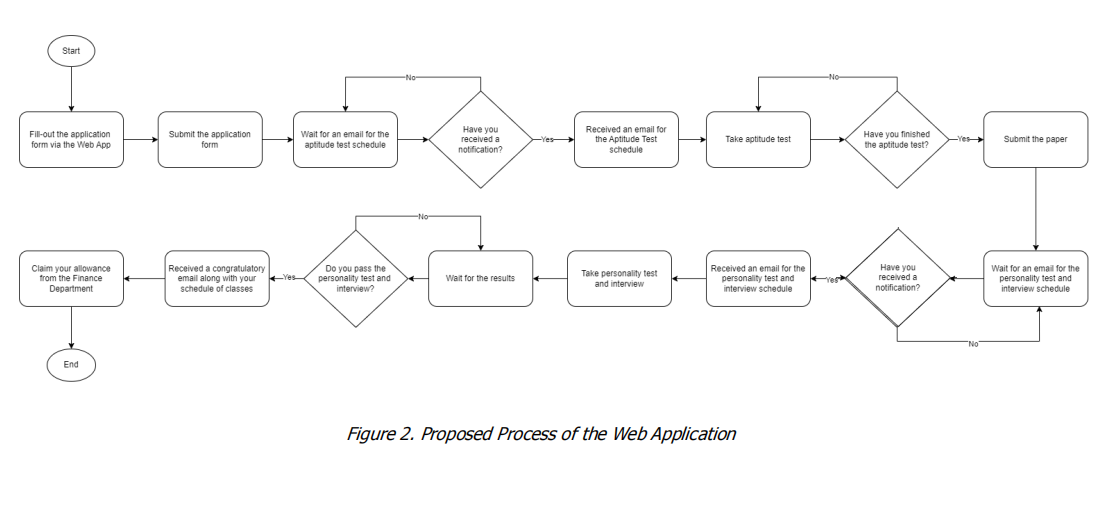 Start
No
No
Fill-out the application
form via the Web App
Submit the application
form
Wait for an email for the
aptitude test schedule
Have you
received a
notification?
Yes
Received an email for
the Aptitude Test
schedule
Take aptitude test
Have you finished
the aptitude test?
Yes
Submit the paper
No
Claim your allowance
from the Finance
Department
Received a congratulatory
email along with your
schedule of classes
Yes
Do you pass the
personality test and
interview?
Wait for the results
Take personality test
and interview
Received an email for the
personality test and
interview schedule
Yes
Have you
received a
notification?
Wait for an email for the
personality test and
interview schedule
No
End
Figure 2. Proposed Process of the Web Application